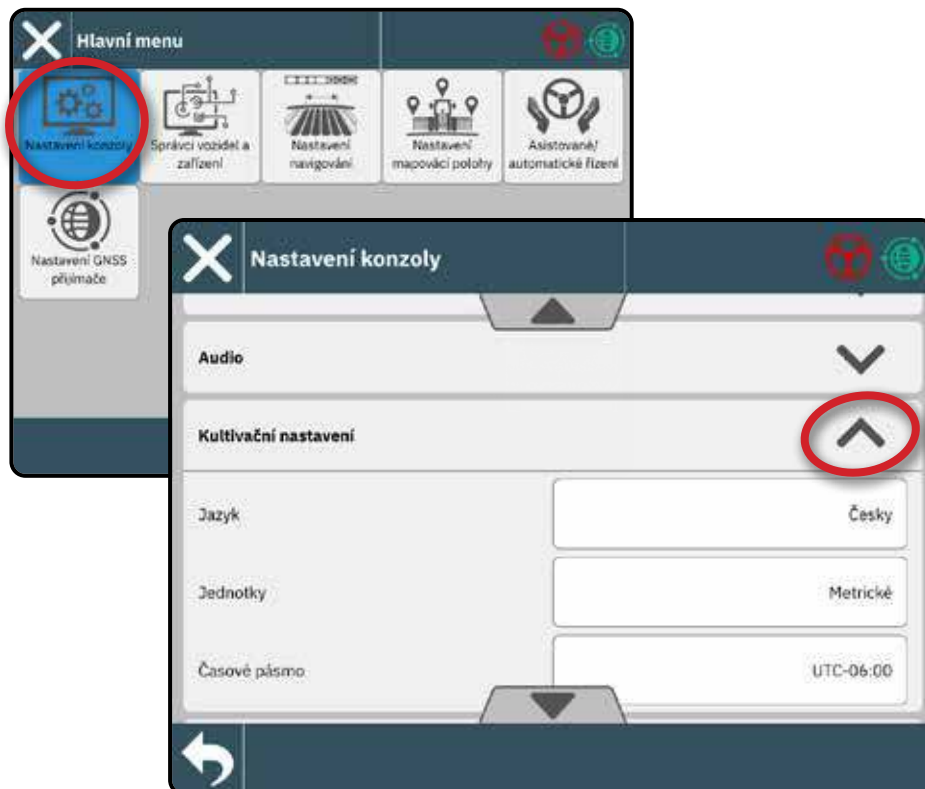 Hlavní menu
Nastavení konzoly
Správci vozidel a
zařízení
Nastavení
navigování
Nastavení
mapovácí polohy
Asistované/
automatické řízení
Nastavení GNSS
přijímače
Nastavení konzoly
Audio
Kultivační nastavení
Jazyk
Česky
Jednotky
Metrické
Časové pásmo
UTC-06:00